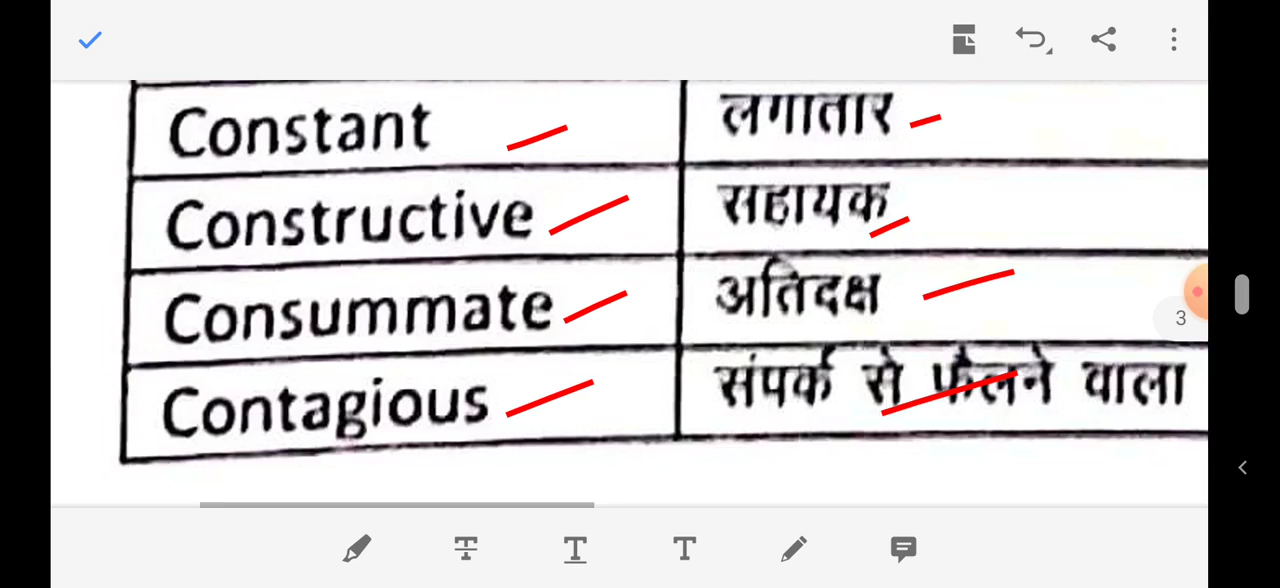 Constant लगातार
Constructive सहायक
Consummate अतिदक्ष
Contagious संपर्क से फैलने वाला
3